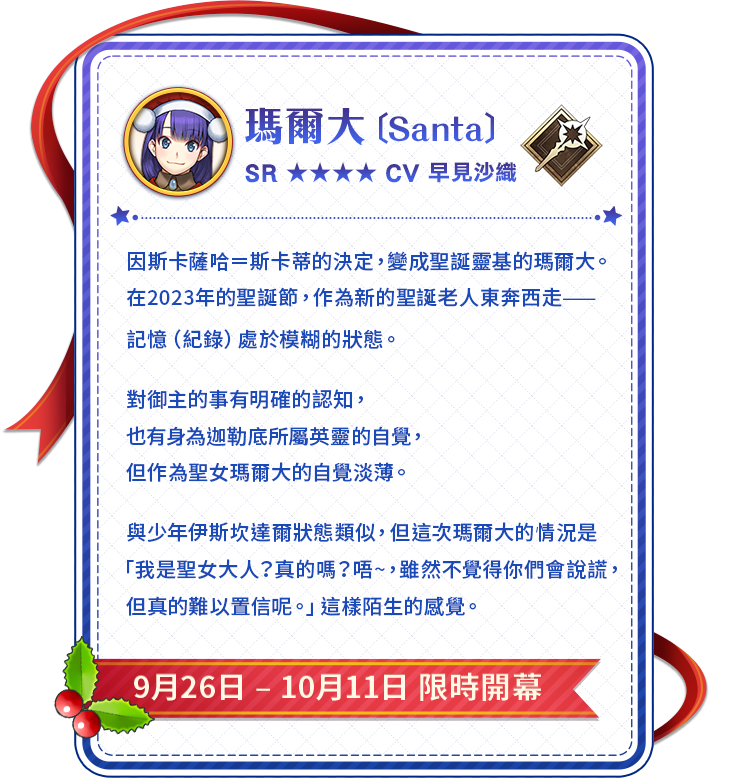 瑪爾大〔Santa〕
SR ★★★★ CV 早見沙織
因斯卡薩哈＝斯卡蒂的決定，變成聖誕靈基的瑪爾大。
在2023年的聖誕節，作為新的聖誕老人東奔西走——
記憶（紀錄）處於模糊的狀態。
對御主的事有明確的認知，
也有身為迦勒底所屬英靈的自覺，
但作為聖女瑪爾大的自覺淡薄。
與少年伊斯坎達爾狀態類似，但這次瑪爾大的情況是
「我是聖女大人？真的嗎？唔~，雖然不覺得你們會說謊，
但真的難以置信呢。」這樣陌生的感覺。
9月26日 – 10月11日 限時開幕